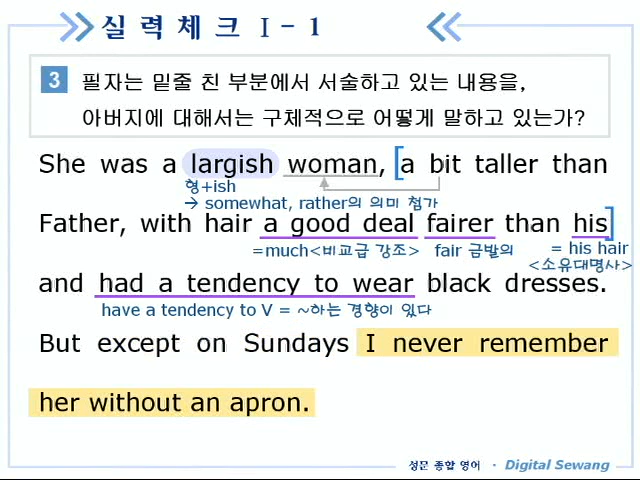 실력체크 I - 1
3 필자는 밑줄 친 부분에서 서술하고 있는 내용을,
아버지에 대해서는 구체적으로 어떻게 말하고 있는가?
She was a largish woman, [a bit taller than
형+ish
→ somewhat, rather의 의미 첨가
Father, with hair a good deal fairer than his]
=much<비교급 강조> fair 금발의 = his hair
<소유대명사>
and had a tendency to wear black dresses.
have a tendency to V = ~하는 경향이 있다
But except on Sundays I never remember
her without an apron.
성문 종합 영어 · Digital Sewang